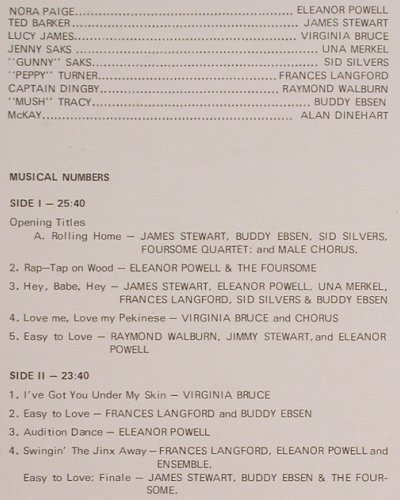 NORA PAIGE........ELEANOR POWELL
TED BARKER........JAMES STEWART
LUCY JAMES........VIRGINIA BRUCE
JENNY SAKS........UNA MERKEL
"GUNNY" SAKS........SID SILVERS
"PEPPY" TURNER........FRANCES LANGFORD
CAPTAIN DINGBY........RAYMOND WALBURN
"MUSH" TRACY........BUDDY EBSEN
McKAY........ALAN DINEHART
MUSICAL NUMBERS
SIDE I — 25:40
Opening Titles
A. Rolling Home — JAMES STEWART, BUDDY EBSEN, SID SILVERS,
FOURSOME QUARTET; and MALE CHORUS.
2. Rap—Tap on Wood — ELEANOR POWELL & THE FOURSOME
3. Hey, Babe, Hey — JAMES STEWART, ELEANOR POWELL, UNA MERKEL,
FRANCES LANGFORD, SID SILVERS & BUDDY EBSEN
4. Love me, Love my Pekinese — VIRGINIA BRUCE and CHORUS
5. Easy to Love — RAYMOND WALBURN, JIMMY STEWART, and ELEANOR
POWELL
SIDE II — 23:40
1. I've Got You Under My Skin — VIRGINIA BRUCE
2. Easy to Love — FRANCES LANGFORD and BUDDY EBSEN
3. Audition Dance — ELEANOR POWELL
4. Swingin' The Jinx Away — FRANCES LANGFORD, ELEANOR POWELL and
ENSEMBLE,
Easy to Love; Finale — JAMES STEWART, BUDDY EBSEN & THE FOUR-
SOME.